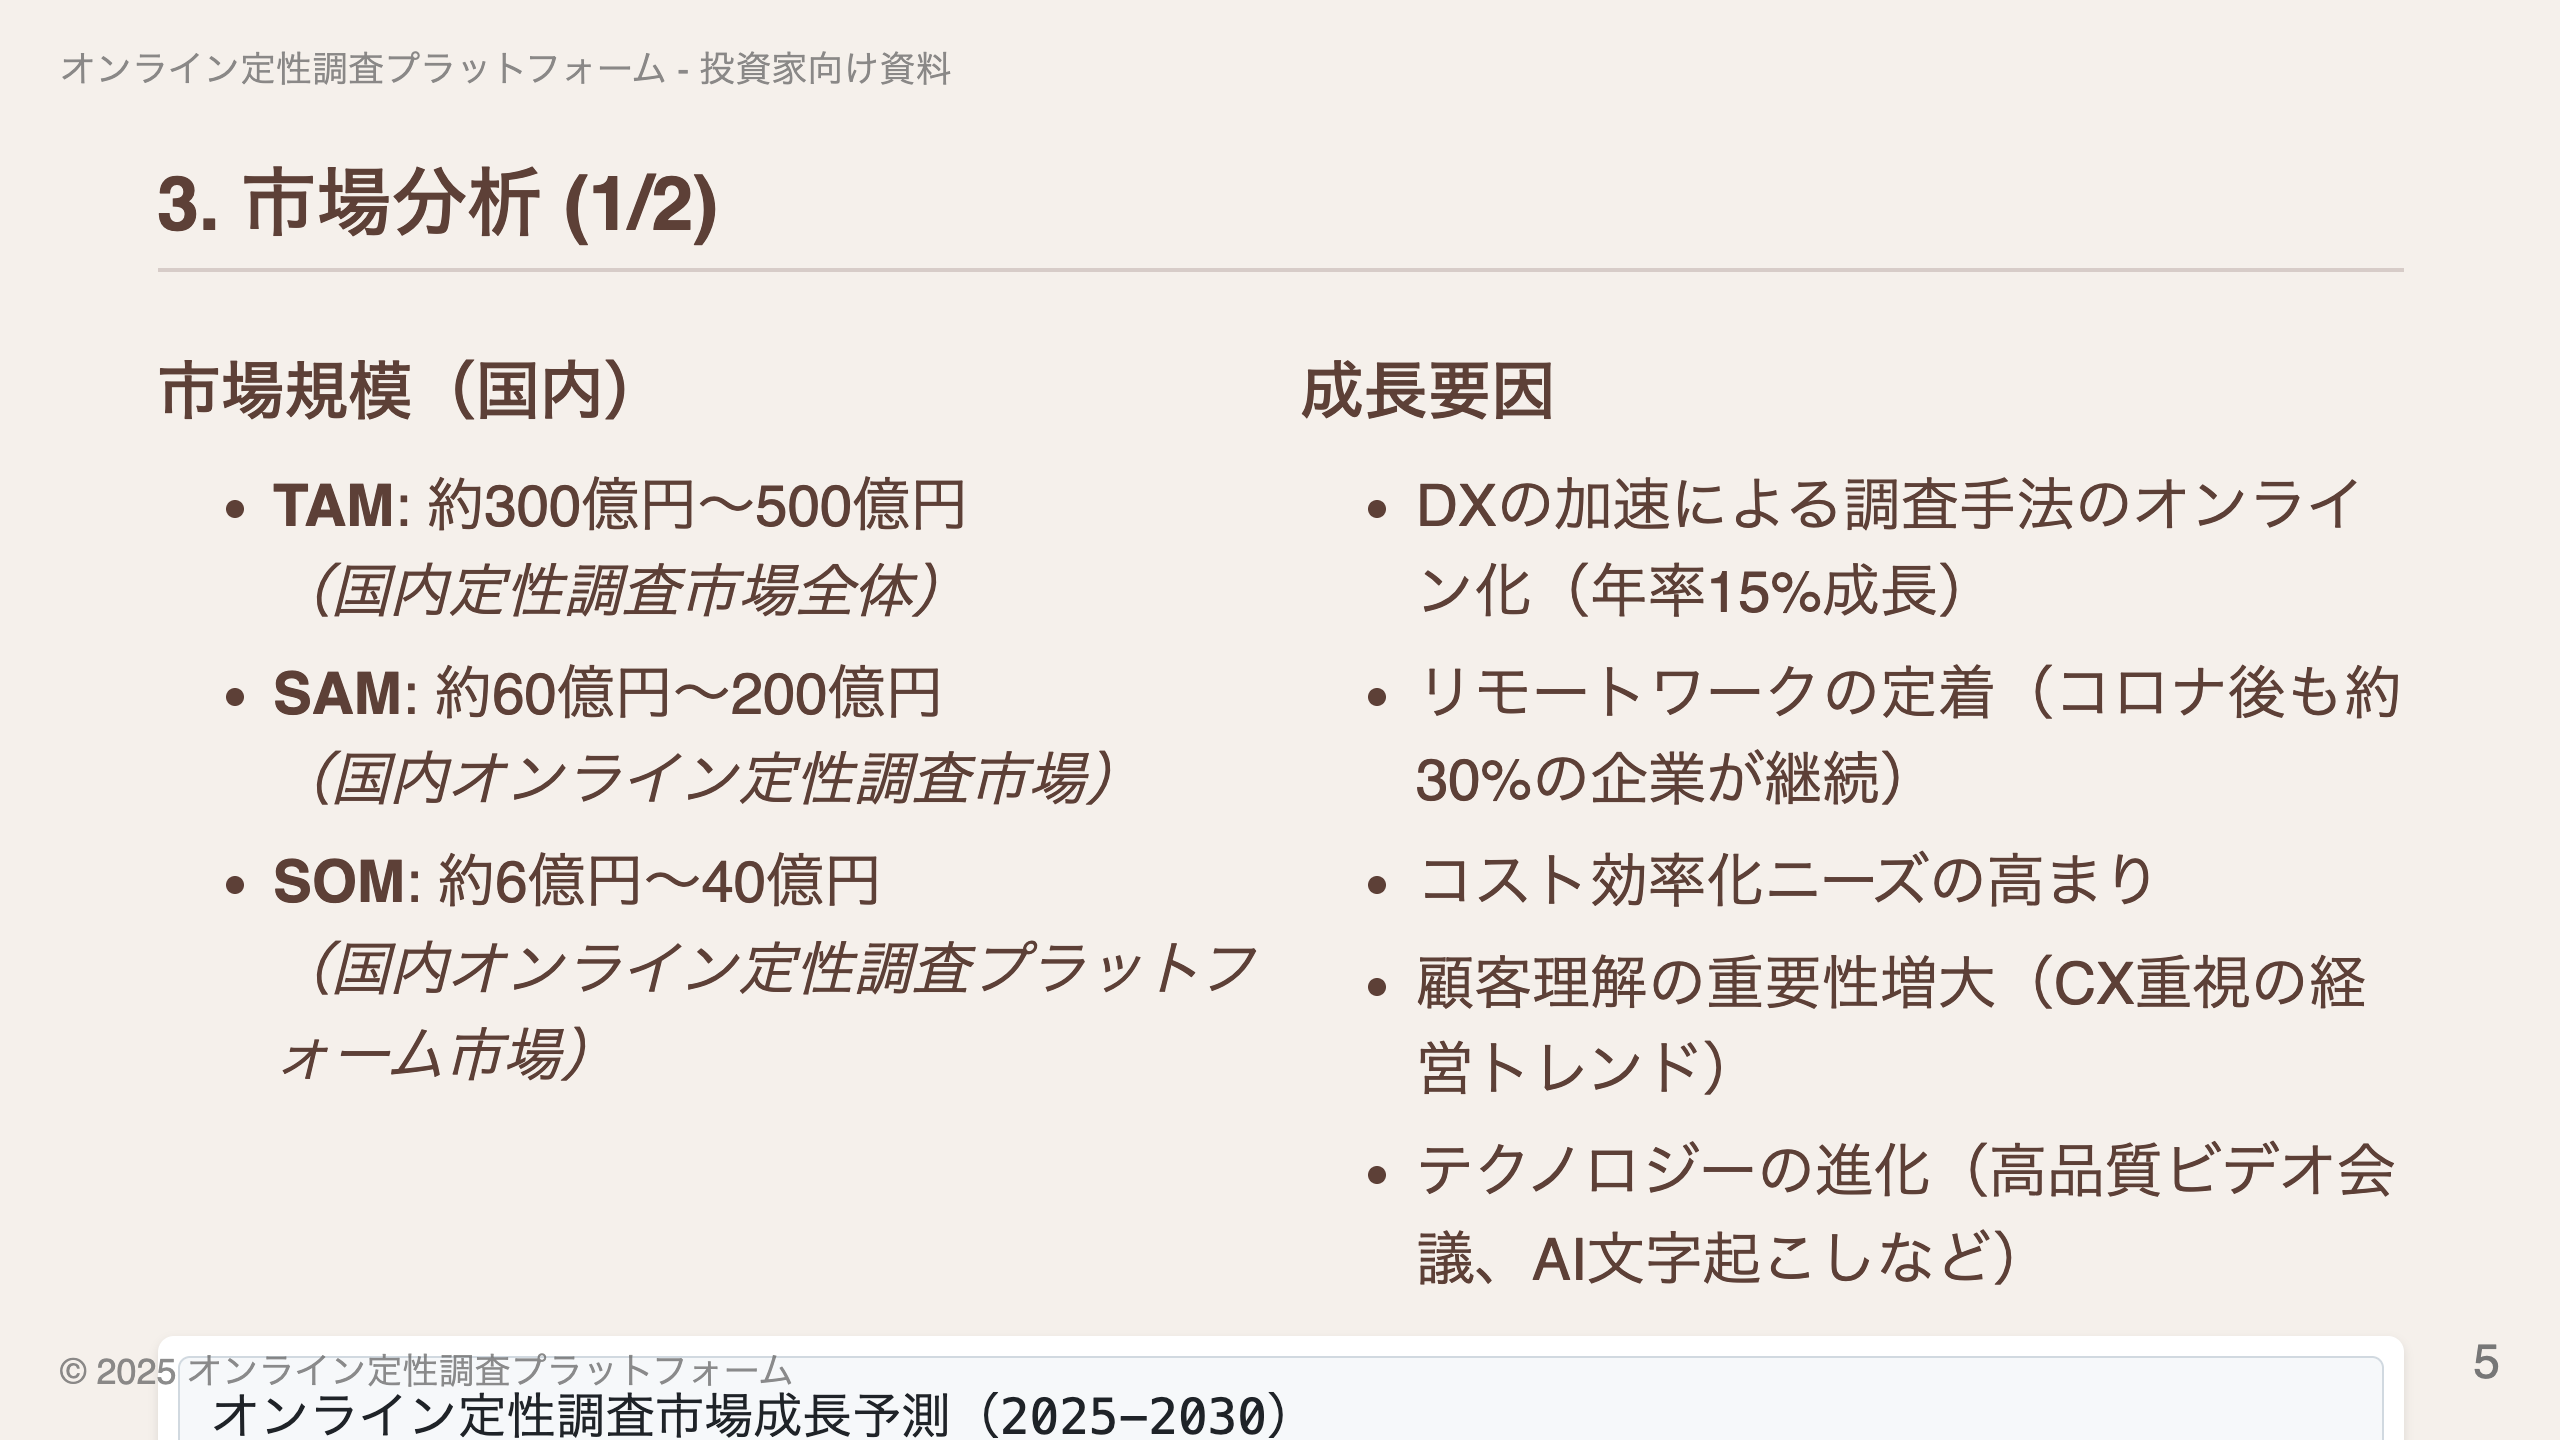 オンライン定性調査プラットフォーム - 投資家向け資料
3. 市場分析 (1/2)
市場規模（国内）
• TAM: 約300億円〜500億円
（国内定性調査市場全体）
• SAM: 約60億円〜200億円
（国内オンライン定性調査市場）
• SOM: 約6億円〜40億円
（国内オンライン定性調査プラットフ
ォーム市場）
成長要因
• DXの加速による調査手法のオンライ
ン化（年率15%成長）
• リモートワークの定着（コロナ後も約
30%の企業が継続）
• コスト効率化ニーズの高まり
• 顧客理解の重要性増大（CX重視の経
営トレンド）
• テクノロジーの進化（高品質ビデオ会
議、AI文字起こしなど）
© 2025 オンライン定性調査プラットフォーム
5
オンライン定性調査市場成長予測（2025–2030）